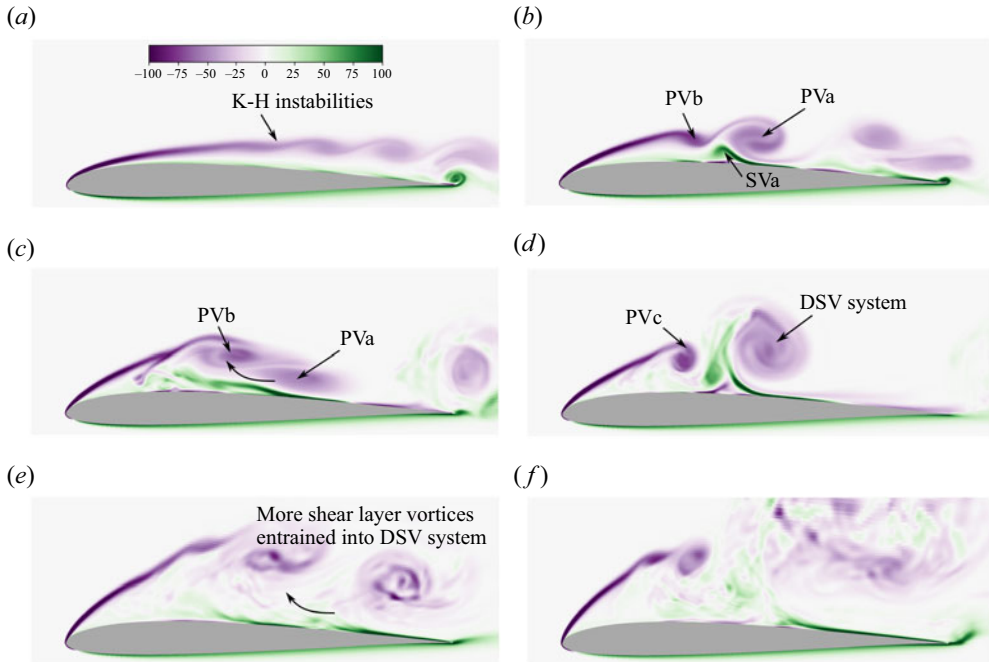 (a)
−100 −75 −50 −25 0 25 50 75 100
K-H instabilities
(b)
PVb
PVa
SVa
(c)
PVb
PVa
(d)
PVc
DSV system
(e)
More shear layer vortices
entrained into DSV system
(f)